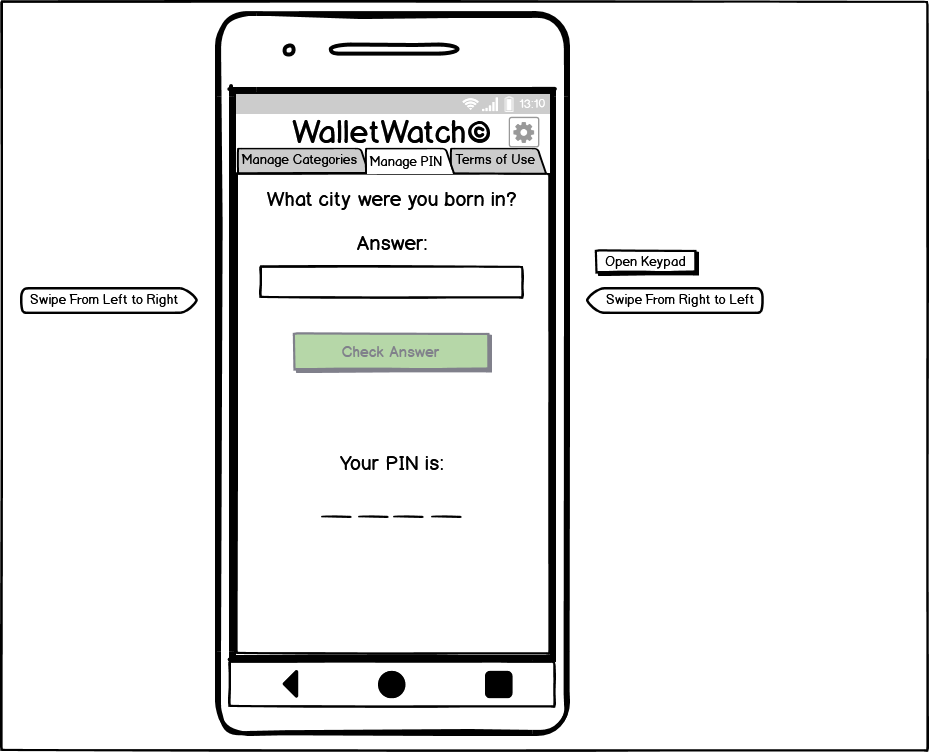 13:10
WalletWatch©
Manage Categories Manage PIN Terms of Use
What city were you born in?
Answer:
Open Keypad
Swipe From Left to Right
Swipe From Right to Left
Check Answer
Your PIN is: